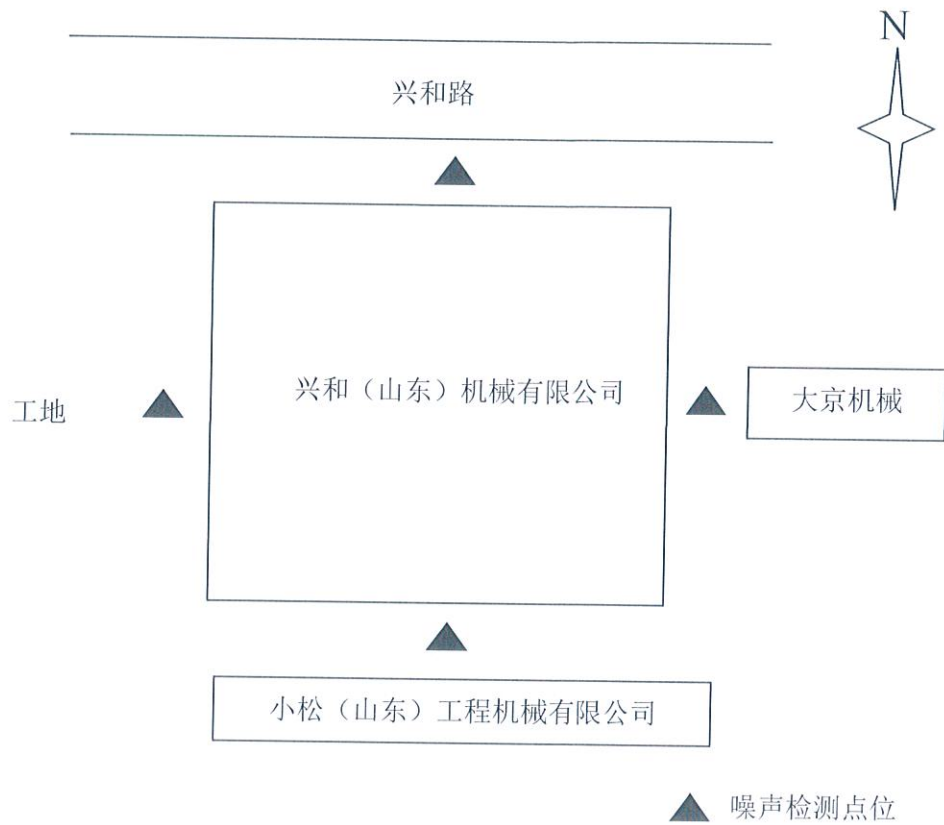 N
兴和路
兴和（山东）机械有限公司
工地
大京机械
小松（山东）工程机械有限公司
噪声检测点位